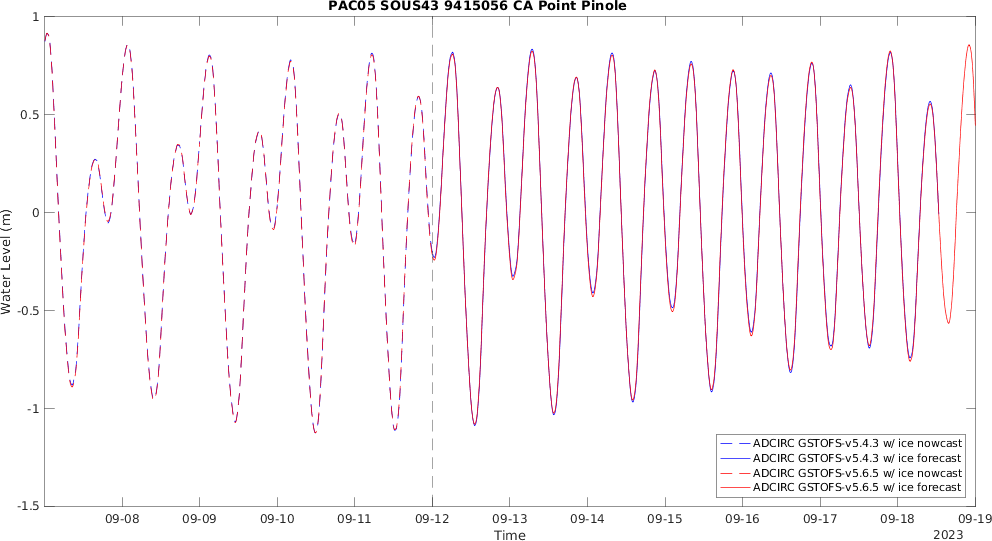 PAC05 SOUS43 9415056 CA Point Pinole
1
0.5
0
-0.5
-1
-1.5
Water Level (m)
ADCIRC GSTOFS-v5.4.3 w/ ice nowcast
ADCIRC GSTOFS-v5.4.3 w/ ice forecast
ADCIRC GSTOFS-v5.6.5 w/ ice nowcast
ADCIRC GSTOFS-v5.6.5 w/ ice forecast
09-08 09-09 09-10 09-11 09-12 09-13 09-14 09-15 09-16 09-17 09-18 09-19
Time
2023